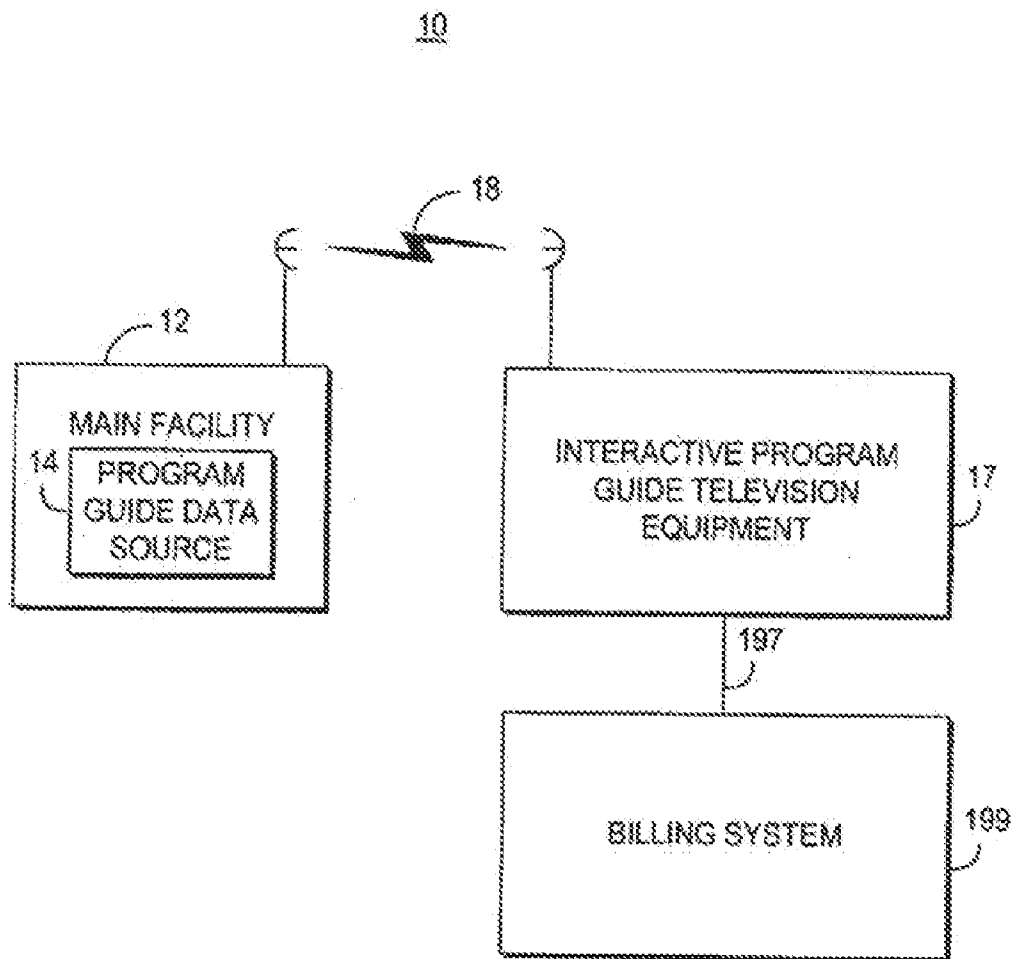 10
18
12
MAIN FACILITY
14
PROGRAM
GUIDE DATA
SOURCE
INTERACTIVE PROGRAM
GUIDE TELEVISION
EQUIPMENT
17
197
BILLING SYSTEM
199